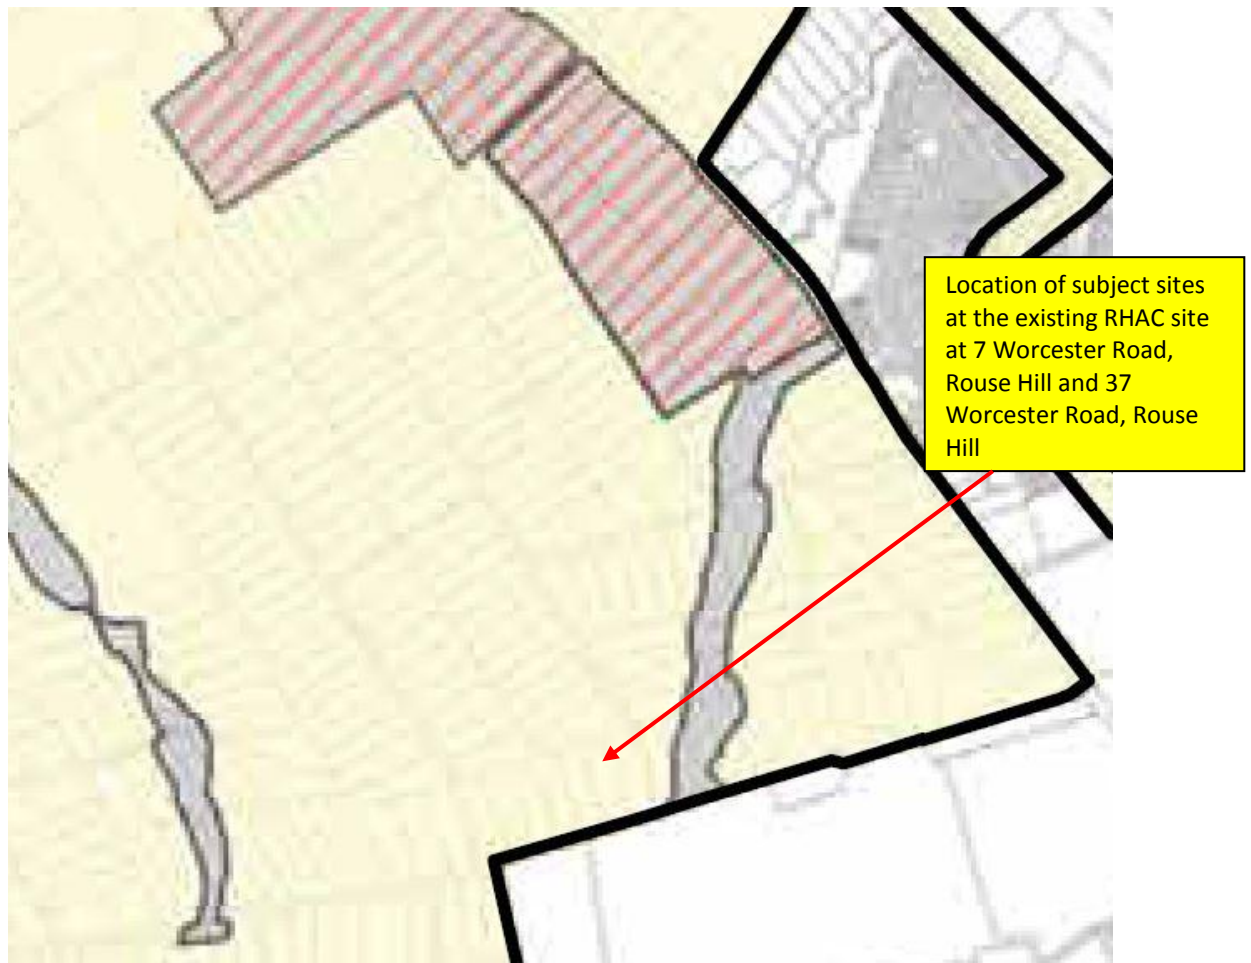 Location of subject sites
at the existing RHAC site
at 7 Worcester Road,
Rouse Hill and 37
Worcester Road, Rouse
Hill